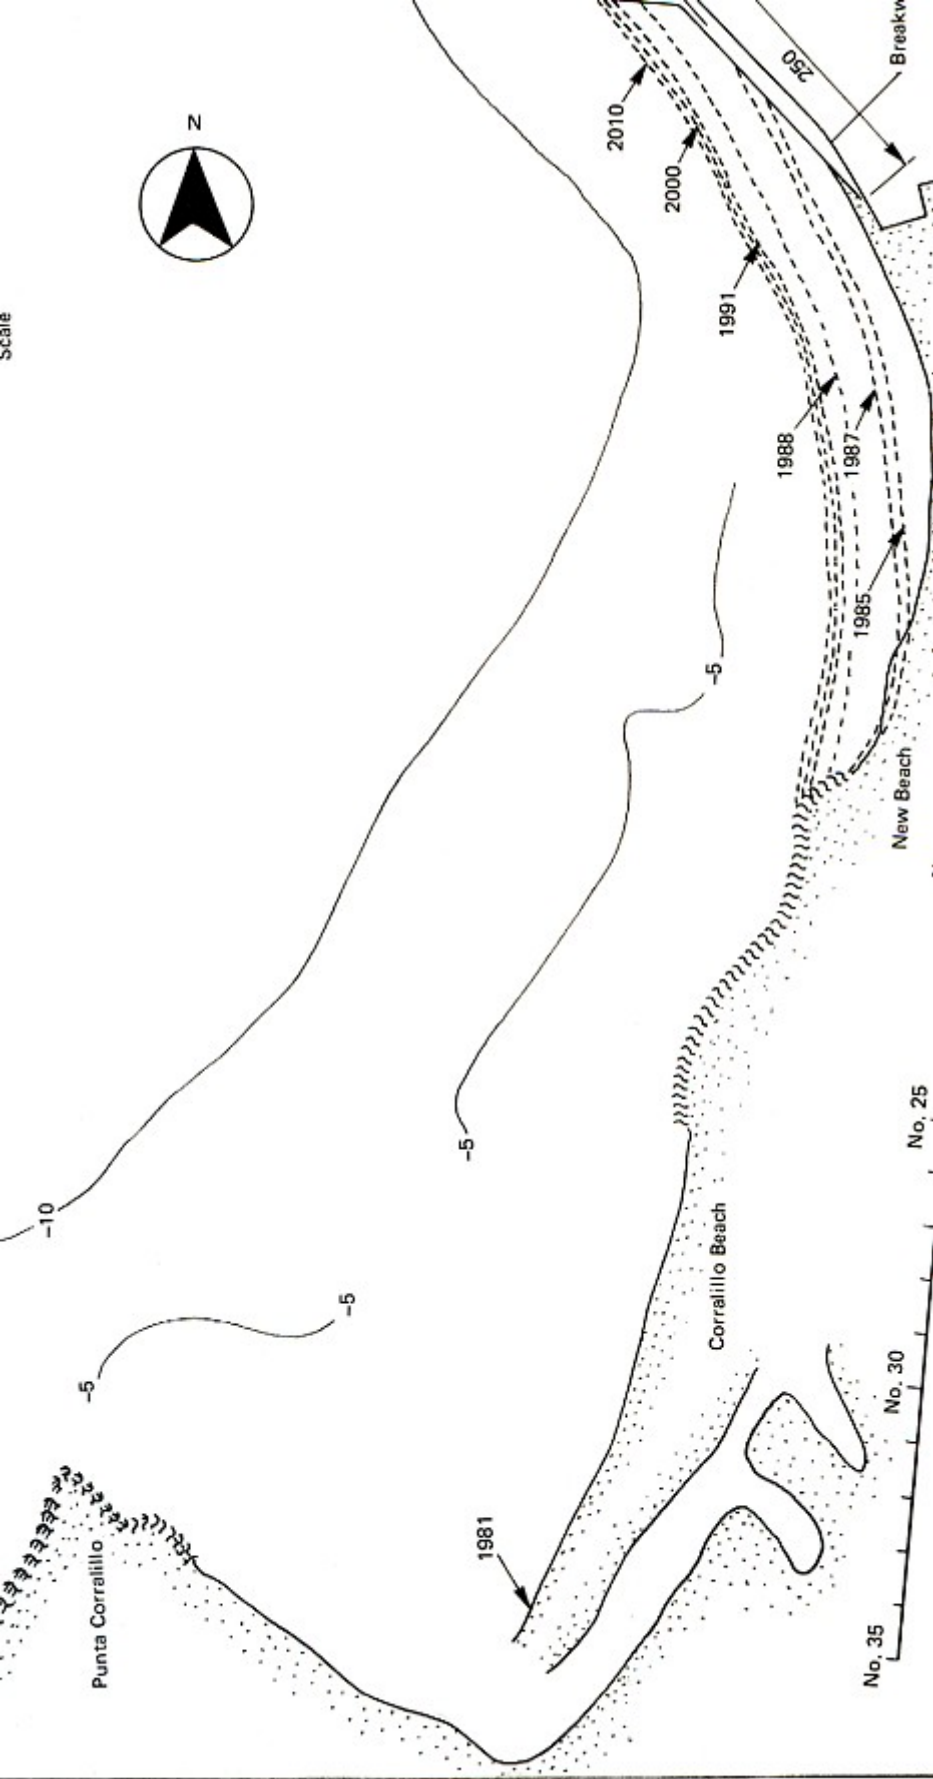 Scale
N
250
Breakw
2010
2000
1991
1988
1987
1985
-5
New Beach
-5
-10
-5
-5
Corralillo Beach
No, 25
No. 30
1981
Punta Corralillo
No, 35